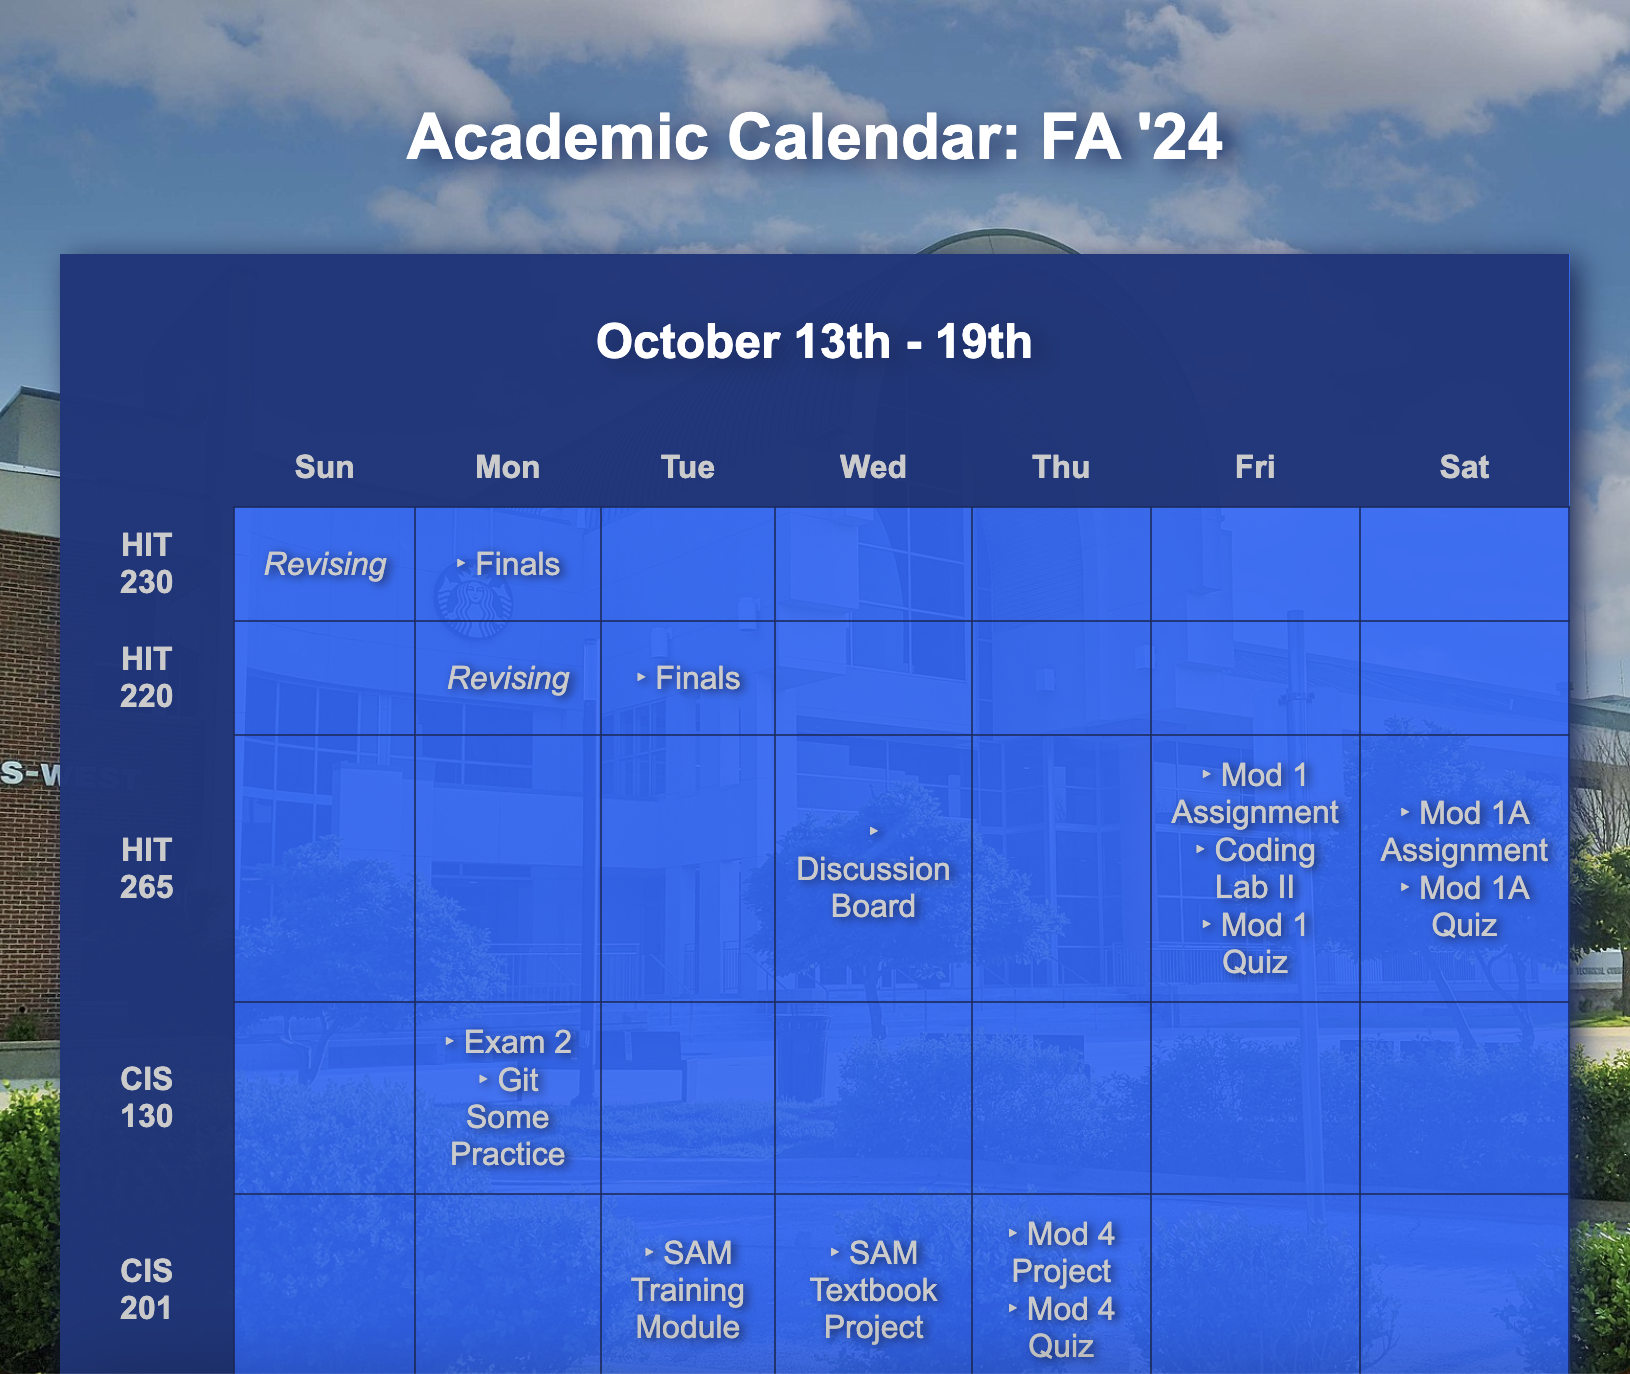 Academic Calendar: FA '24
October 13th - 19th
Sun Mon Tue Wed Thu Fri Sat
HIT
230
Revising
‣ Finals
HIT
220
Revising
‣ Finals
HIT
265
‣
Discussion
Board
‣ Mod 1
Assignment
‣ Coding
Lab II
‣ Mod 1
Quiz
‣ Mod 1A
Assignment
‣ Mod 1A
Quiz
S-WEST
CIS
130
‣ Exam 2
‣ Git
Some
Practice
CIS
201
‣ SAM
Training
Module
‣ SAM
Textbook
Project
‣ Mod 4
Project
‣ Mod 4
Quiz